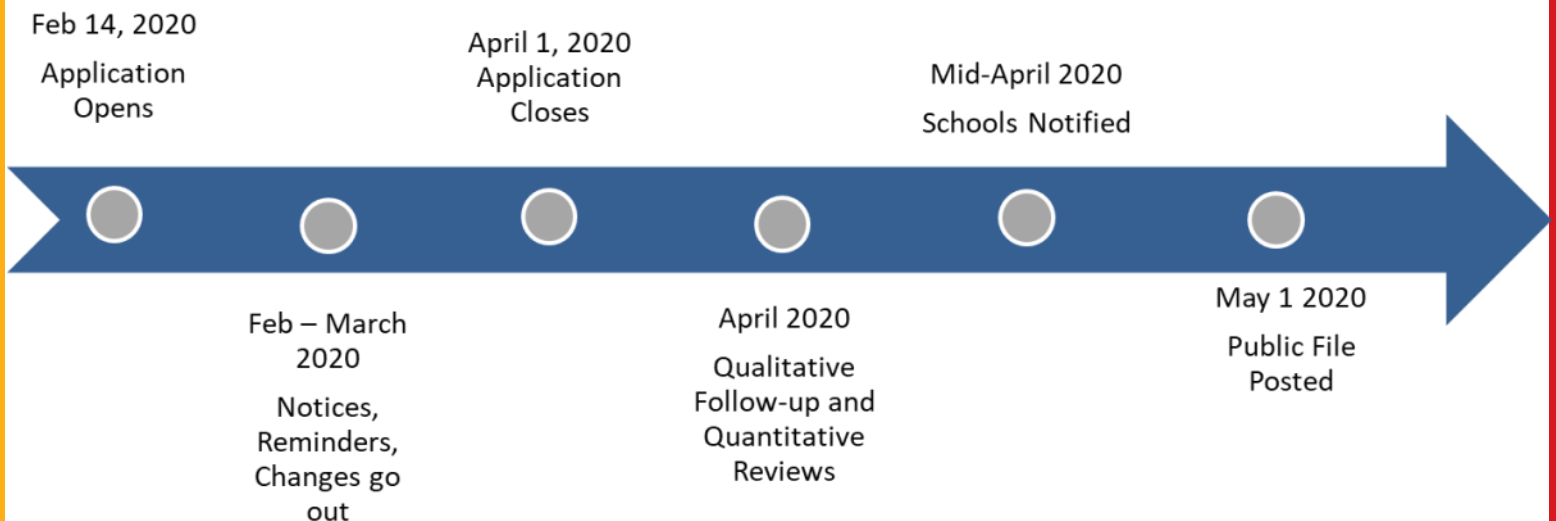 Feb 14, 2020
Application
Opens
Feb – March
2020
Notices,
Reminders,
Changes go
out
April 1, 2020
Application
Closes
April 2020
Qualitative
Follow-up and
Quantitative
Reviews
Mid-April 2020
Schools Notified
May 1 2020
Public File
Posted